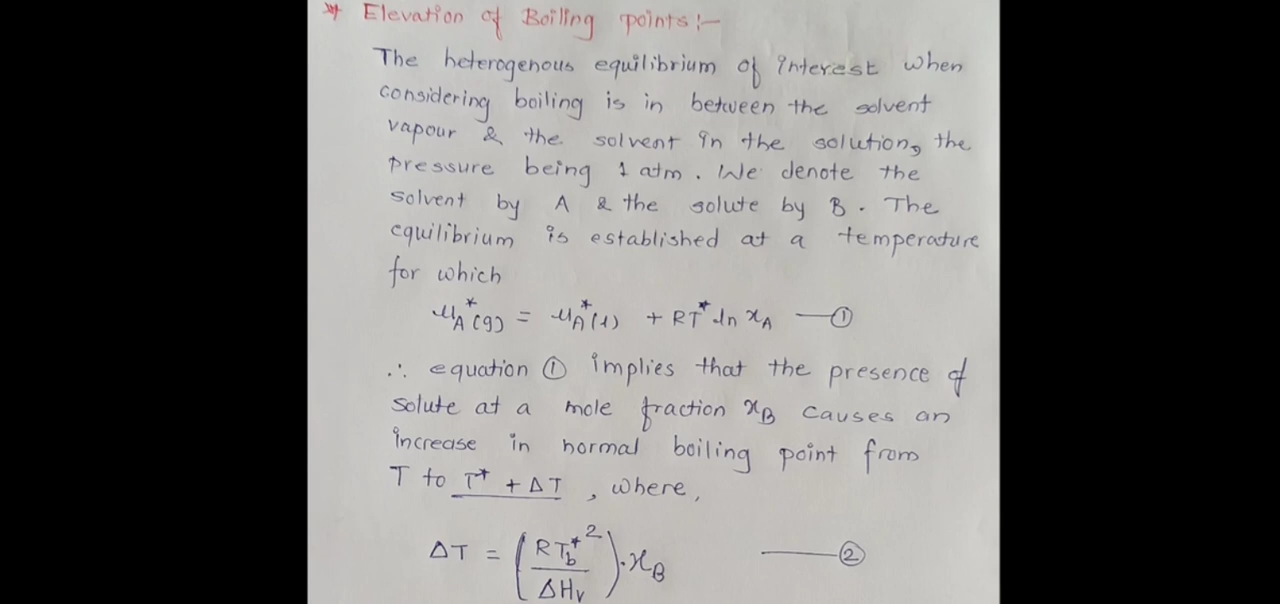 * Elevation of Boiling points:-
The heterogenous equilibrium of interest when
considering boiling is in between the solvent
vapour & the solvent in the solution, the
pressure being 1 atm. We denote the
solvent by A & the solute by B. The
equilibrium is established at a temperature
for which
μ*A(g) = μ*A(l) + RT* ln xA —①
∴ equation ① implies that the presence of
solute at a mole fraction xB causes an
increase in normal boiling point from
T to T* + ΔT, where,
ΔT = (RTb*² / ΔHv) · xB —②